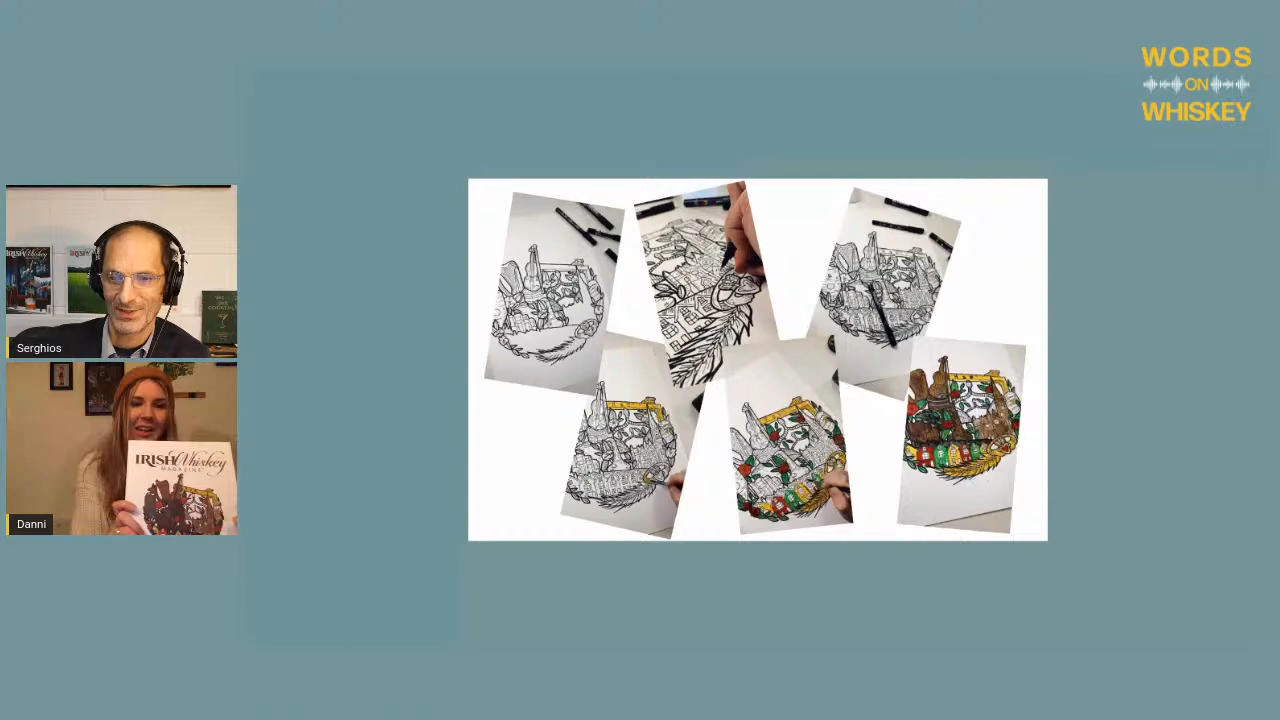 WORDS
ON
WHISKEY
Serghios
IRISH Whiskey
MAGAZINE
Danni